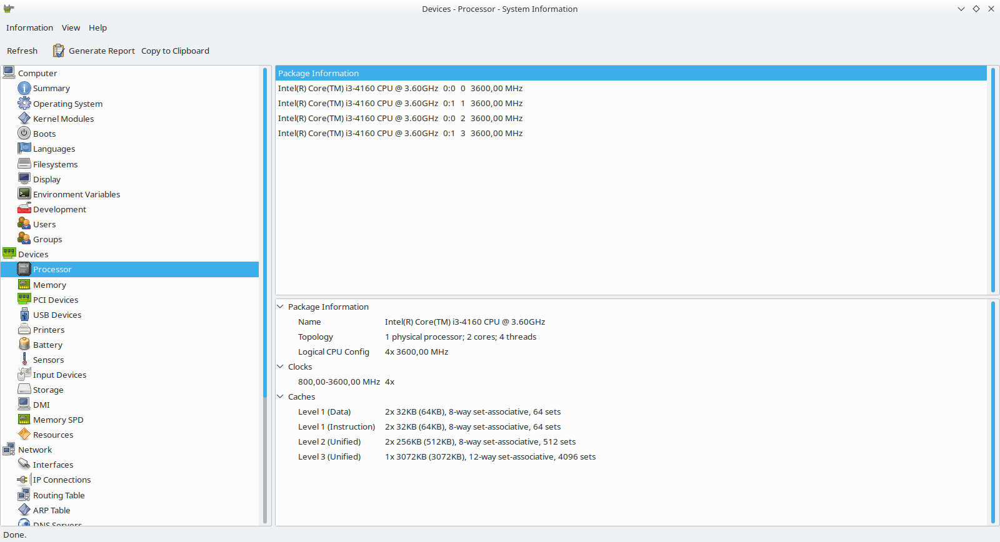 Devices - Processor - System Information
Information View Help
Refresh Generate Report Copy to Clipboard
Computer
Summary
Operating System
Kernel Modules
Boots
Languages
Filesystems
Display
Environment Variables
Development
Users
Groups
Devices
Processor
Memory
PCI Devices
USB Devices
Printers
Battery
Sensors
Input Devices
Storage
DMI
Memory SPD
Resources
Network
Interfaces
IP Connections
Routing Table
ARP Table
DNS Servers
Package Information
Intel(R) Core(TM) i3-4160 CPU @ 3.60GHz 0:0 0 3600,00 MHz
Intel(R) Core(TM) i3-4160 CPU @ 3.60GHz 0:1 1 3600,00 MHz
Intel(R) Core(TM) i3-4160 CPU @ 3.60GHz 0:0 2 3600,00 MHz
Intel(R) Core(TM) i3-4160 CPU @ 3.60GHz 0:1 3 3600,00 MHz
Package Information
Name Intel(R) Core(TM) i3-4160 CPU @ 3.60GHz
Topology 1 physical processor; 2 cores; 4 threads
Logical CPU Config 4x 3600,00 MHz
Clocks
800,00-3600,00 MHz 4x
Caches
Level 1 (Data) 2x 32KB (64KB), 8-way set-associative, 64 sets
Level 1 (Instruction) 2x 32KB (64KB), 8-way set-associative, 64 sets
Level 2 (Unified) 2x 256KB (512KB), 8-way set-associative, 512 sets
Level 3 (Unified) 1x 3072KB (3072KB), 12-way set-associative, 4096 sets
Done.